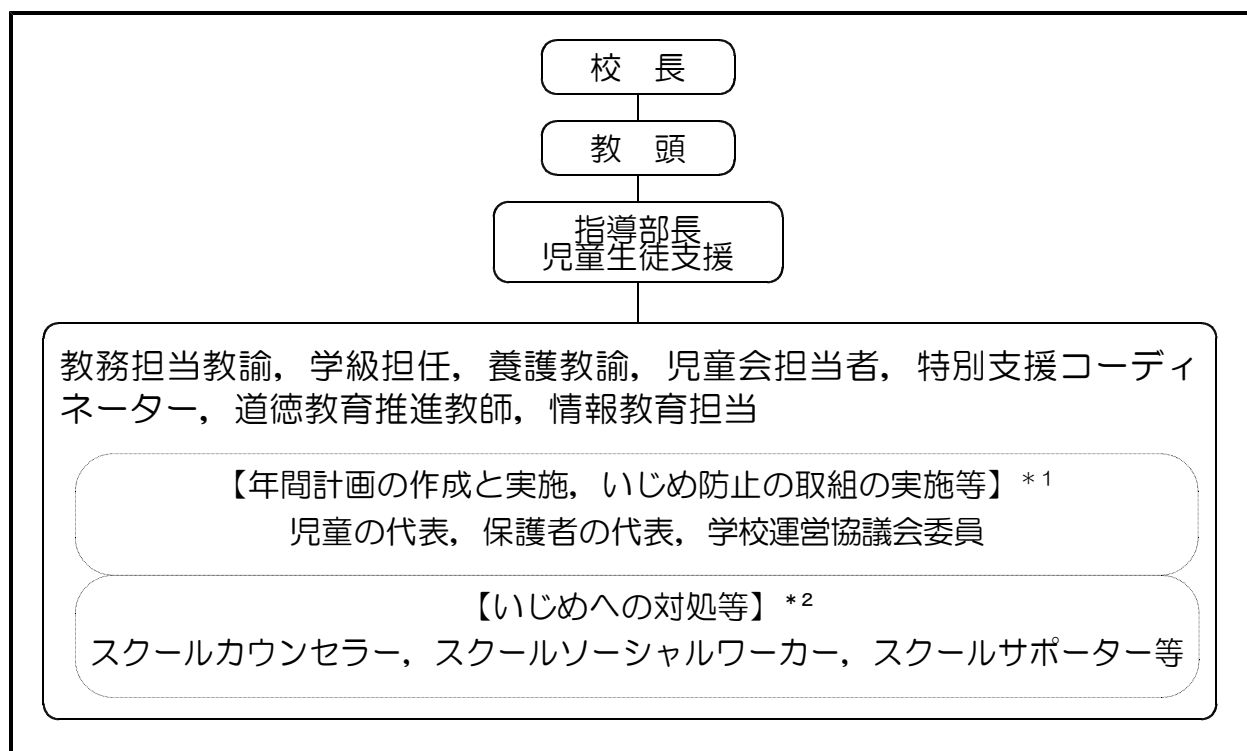 校　長
教　頭
指導部長
児童生徒支援
教務担当教諭，学級担任，養護教諭，児童会担当者，特別支援コーディ
ネーター，道徳教育推進教師，情報教育担当
【年間計画の作成と実施，いじめ防止の取組の実施等】＊1
児童の代表，保護者の代表，学校運営協議会委員
【いじめへの対処等】＊2
スクールカウンセラー，スクールソーシャルワーカー，スクールサポーター等